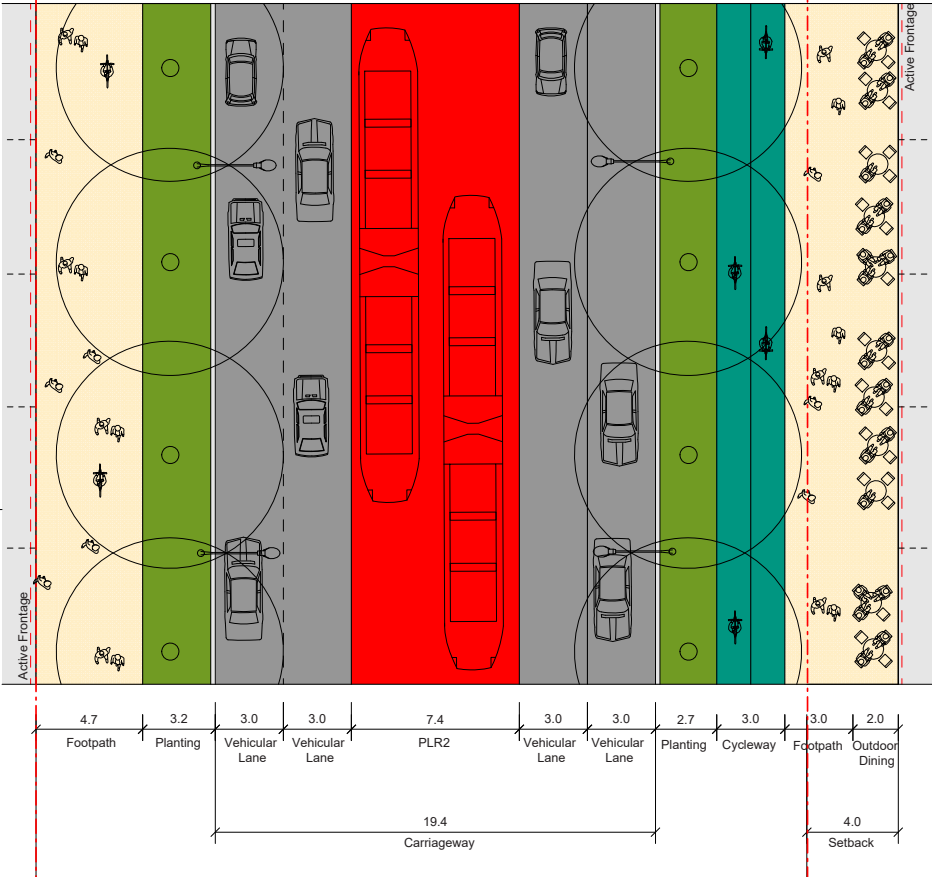 Active Frontage
Active Frontage
4.7
3.2
3.0
3.0
7.4
3.0
3.0
2.7
3.0
3.0
2.0
Footpath
Planting
Vehicular
Lane
Vehicular
Lane
PLR2
Vehicular
Lane
Vehicular
Lane
Planting
Cycleway
Footpath
Outdoor
Dining
19.4
Carriageway
4.0
Setback